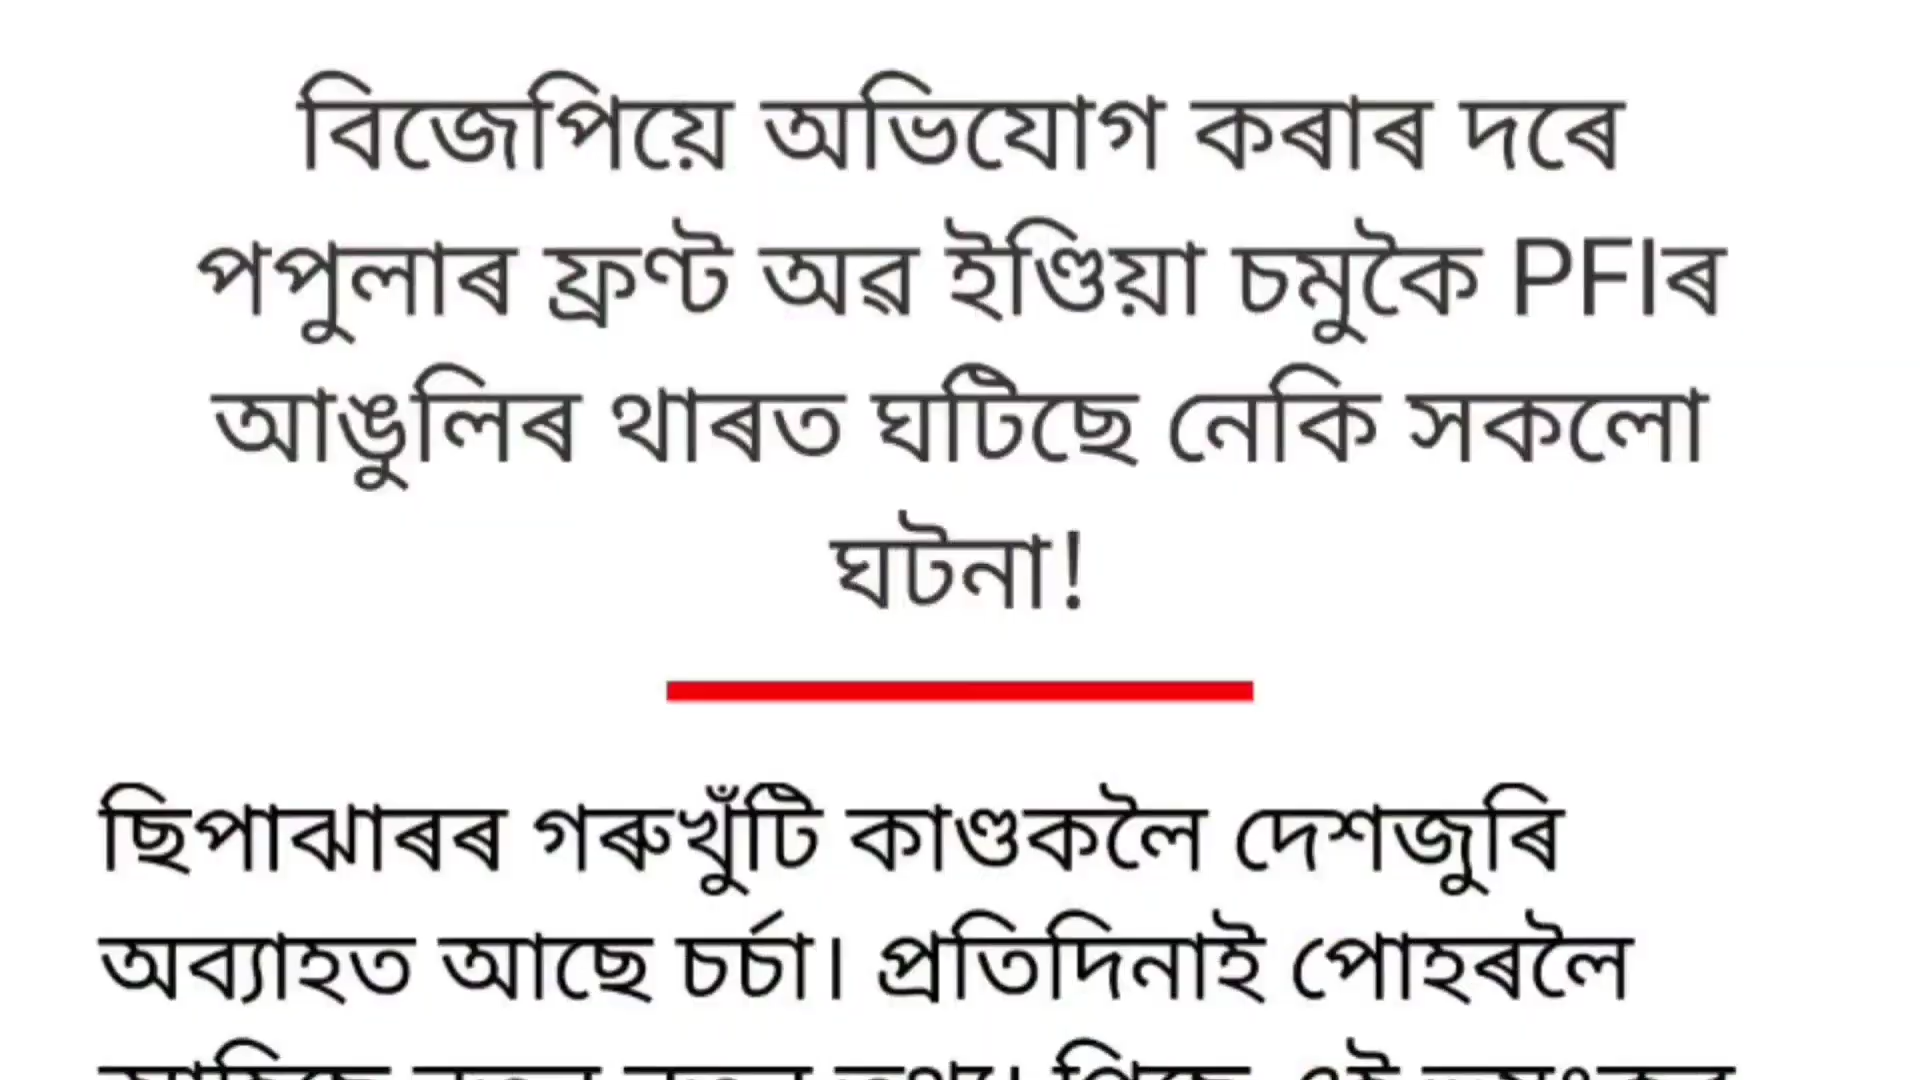 বিজেপিয়ে অভিযোগ কৰাৰ দৰে
পপুলাৰ ফ্ৰণ্ট অৱ ইণ্ডিয়া চমুকৈ PFIৰ
আঙুলিৰ থাৰত ঘটিছে নেকি সকলো
ঘটনা!
ছিপাঝাৰৰ গৰুখুঁটি কাণ্ডকলৈ দেশজুৰি
অব্যাহত আছে চৰ্চা। প্ৰতিদিনাই পোহৰলৈ